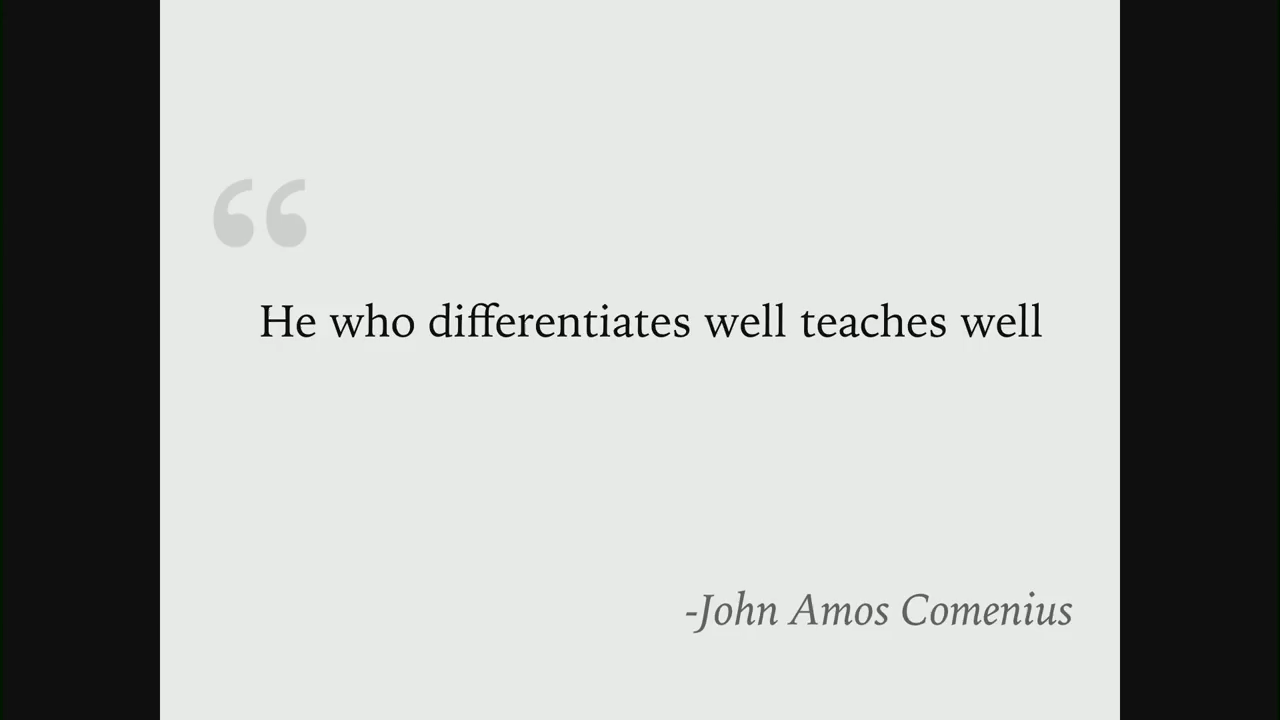 “
He who differentiates well teaches well
-John Amos Comenius